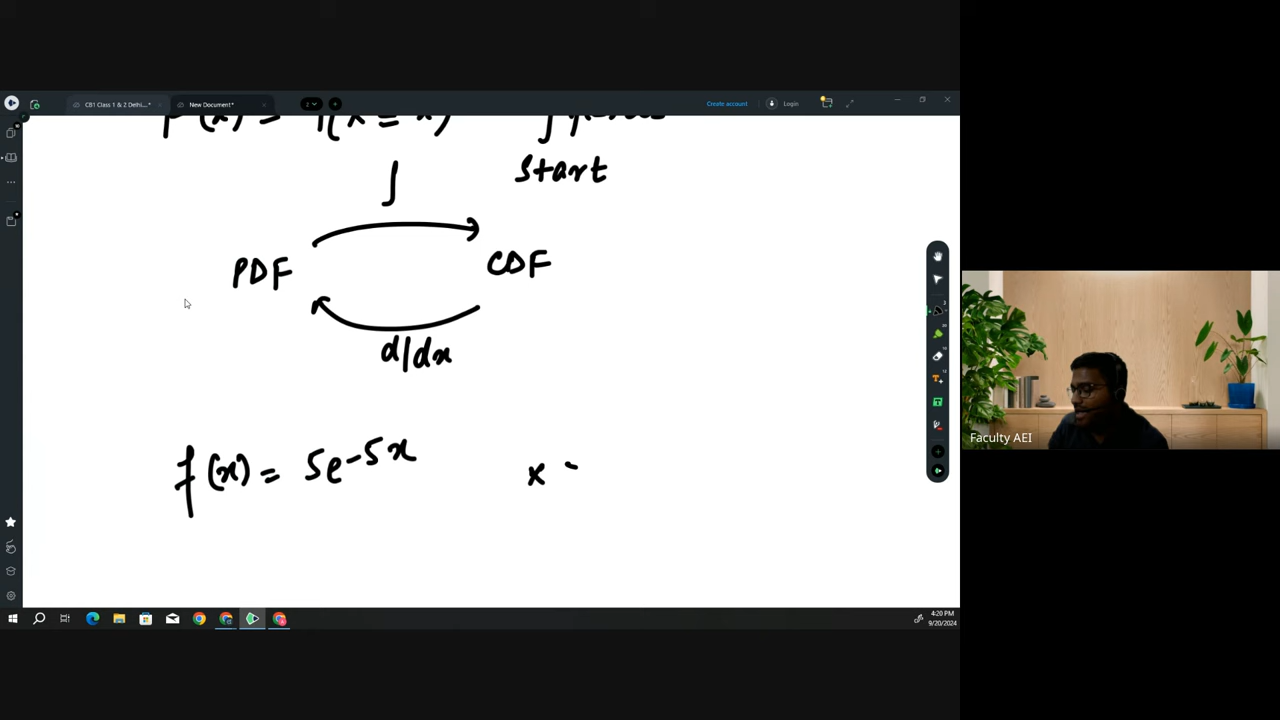 CB1 Class 1 & 2 Delhi....*
New Document*
2
Create account
Login
∫
Start
PDF
CDF
d/dx
f(x) = 5e^{-5x}
x
Faculty AEI
4:20 PM
9/20/2024